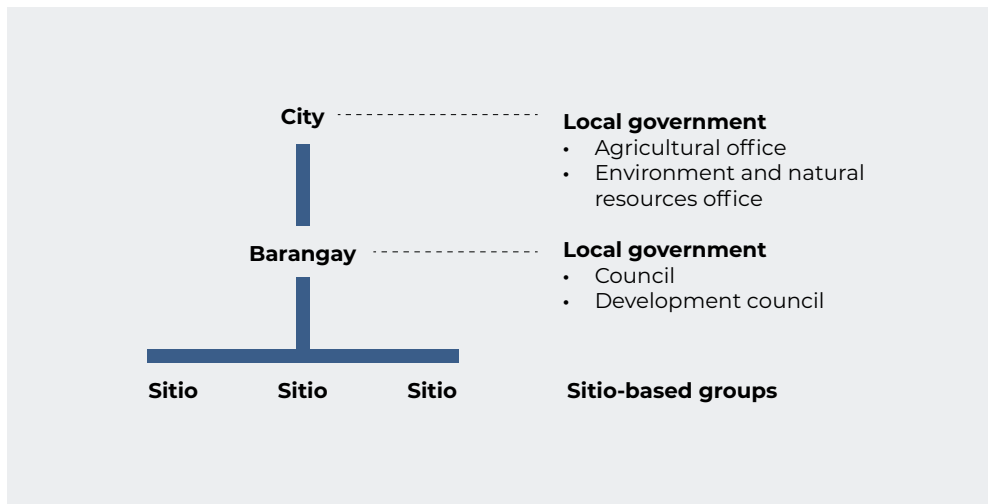 City
Local government
• Agricultural office
• Environment and natural
resources office
Barangay
Local government
• Council
• Development council
Sitio Sitio Sitio
Sitio-based groups